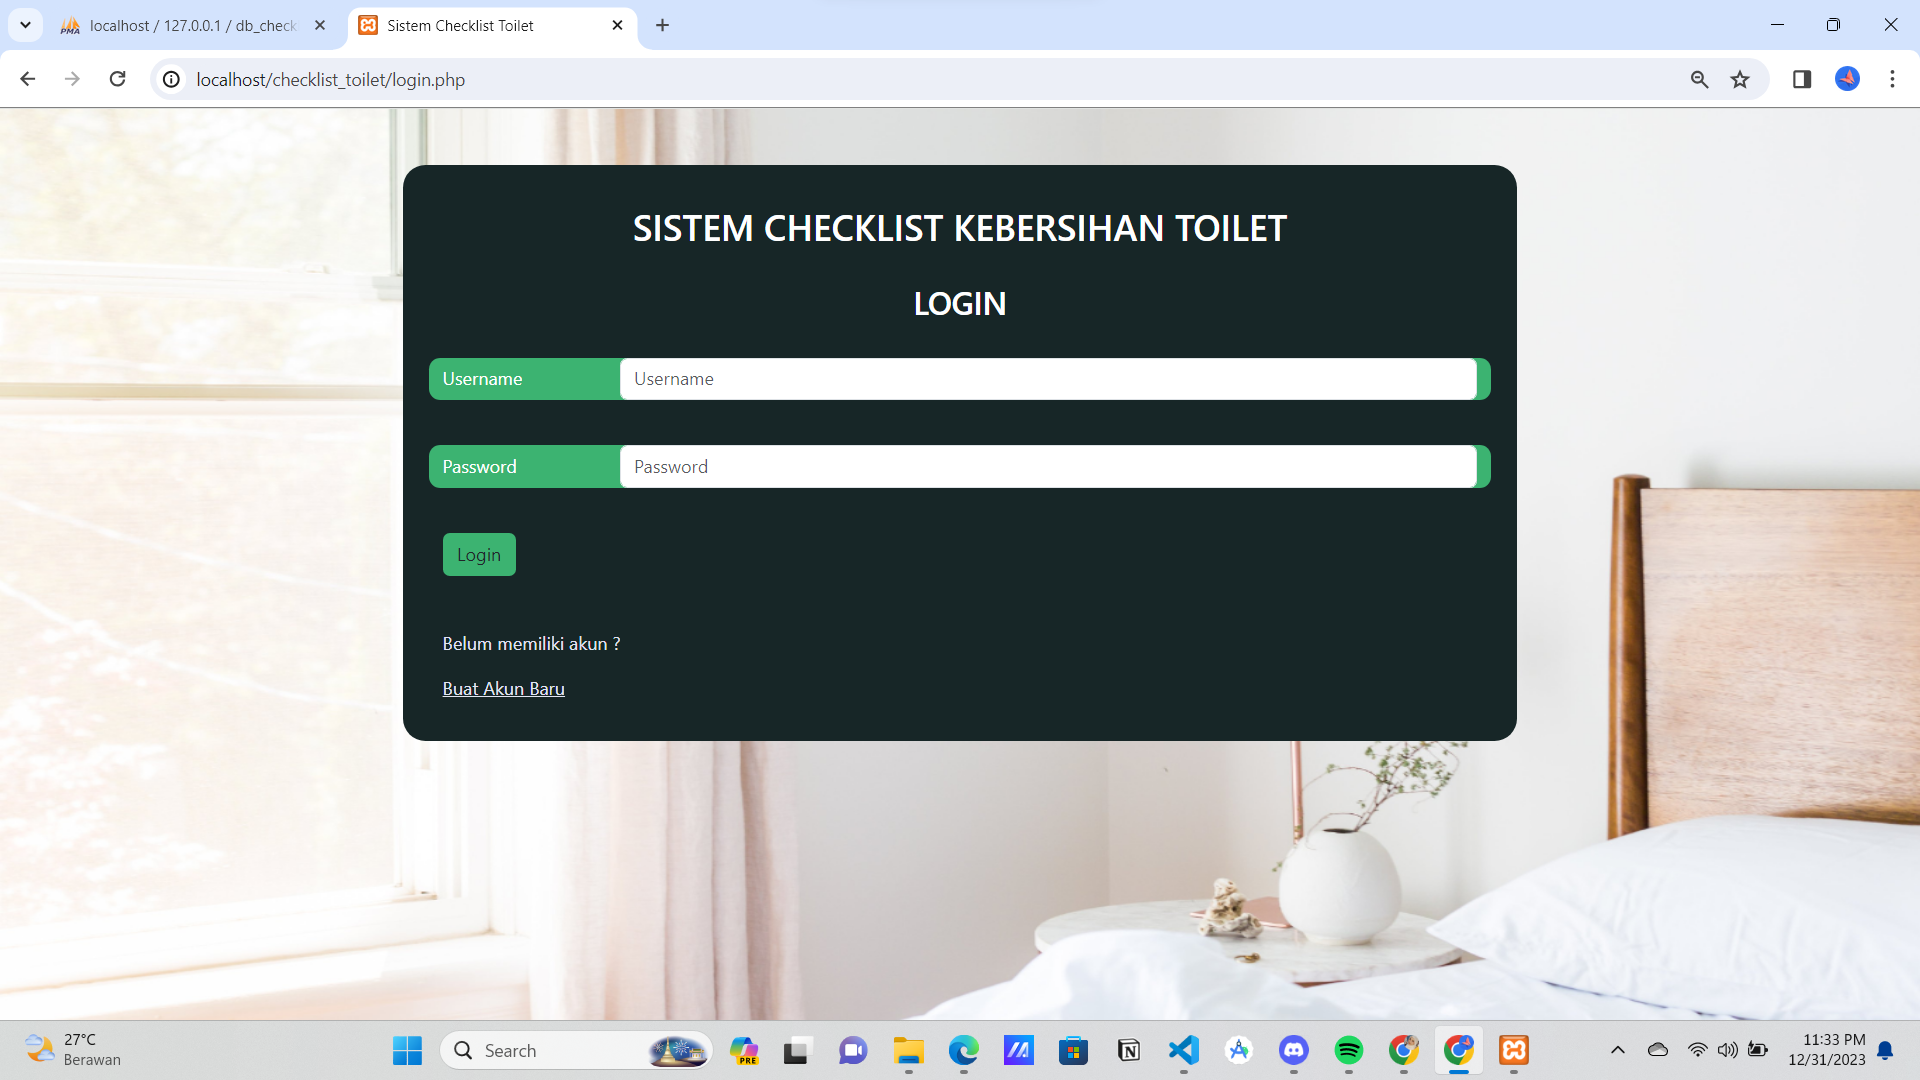 localhost / 127.0.0.1 / db_check
Sistem Checklist Toilet
localhost/checklist_toilet/login.php
SISTEM CHECKLIST KEBERSIHAN TOILET
LOGIN
Username
Username
Password
Password
Login
Belum memiliki akun ?
Buat Akun Baru
27°C
Berawan
Search
PRE
11:33 PM
12/31/2023